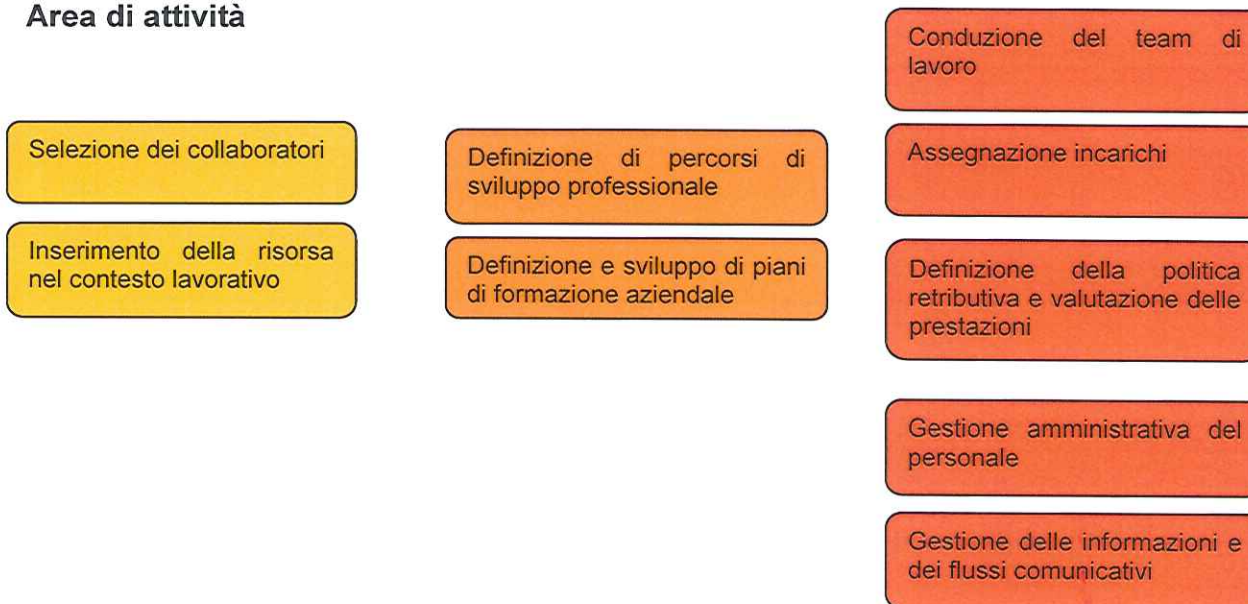 Area di attività
Selezione dei collaboratori
Inserimento della risorsa
nel contesto lavorativo
Definizione di percorsi di
sviluppo professionale
Definizione e sviluppo di piani
di formazione aziendale
Conduzione del team di
lavoro
Assegnazione incarichi
Definizione della politica
retributiva e valutazione delle
prestazioni
Gestione amministrativa del
personale
Gestione delle informazioni e
dei flussi comunicativi